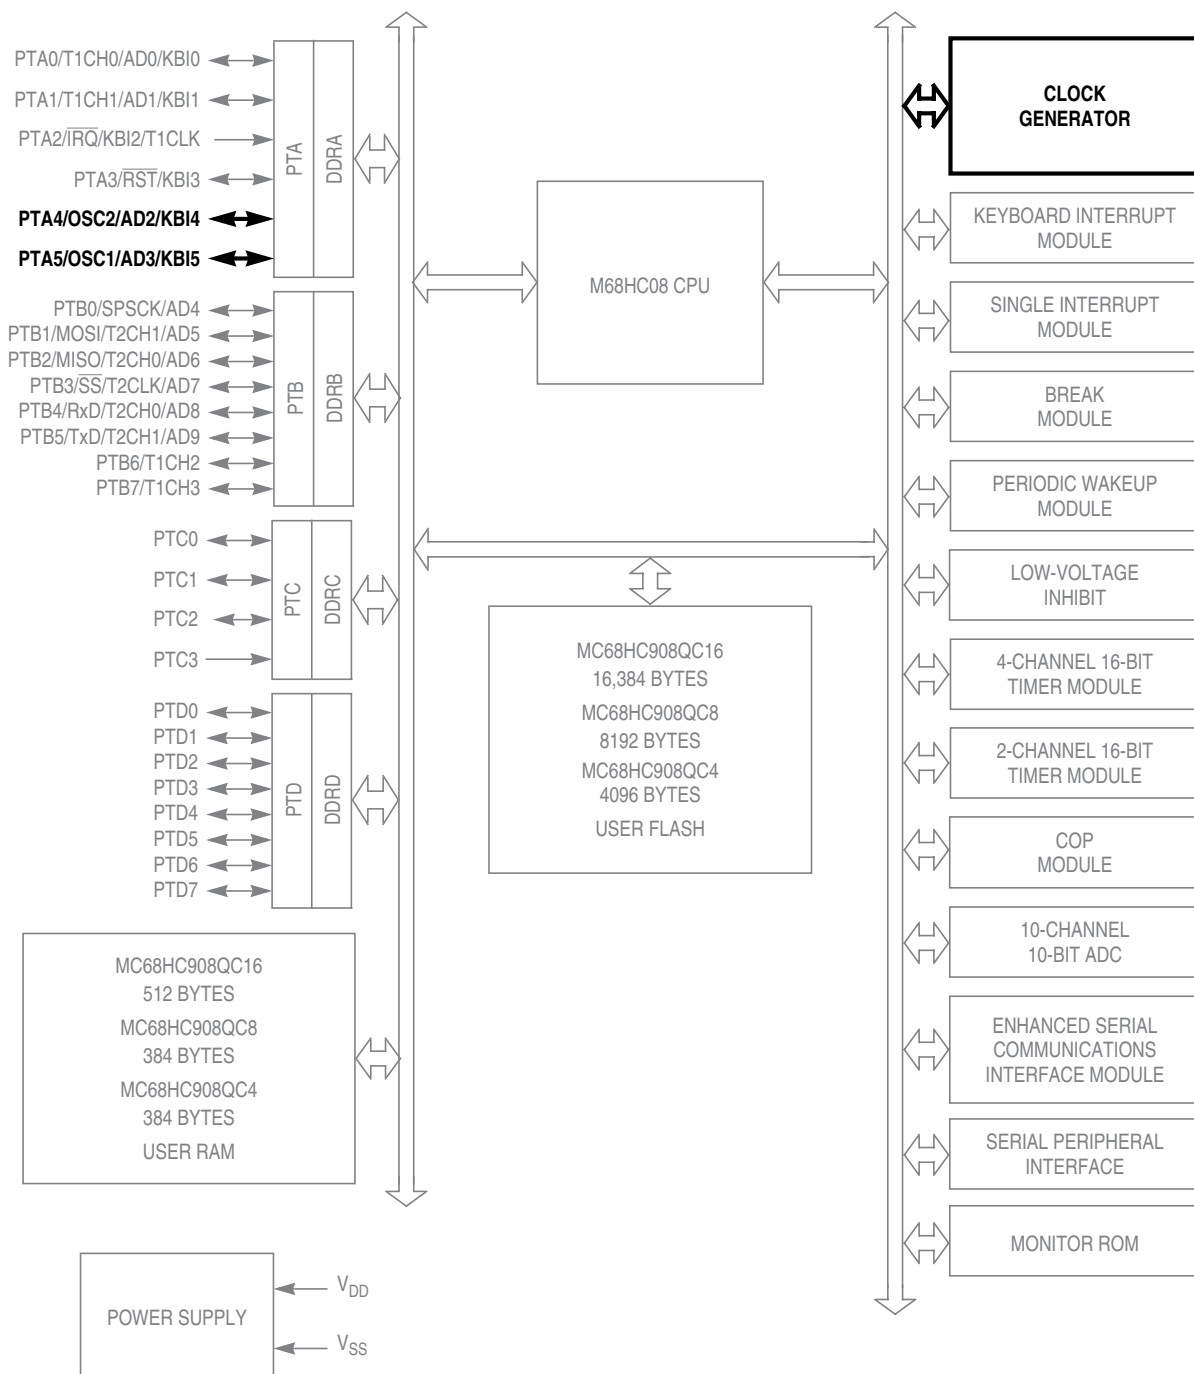 PTA0/T1CH0/AD0/KBI0
PTA1/T1CH1/AD1/KBI1
PTA2/IRQ/KBI2/T1CLK
PTA3/RST/KBI3
PTA4/OSC2/AD2/KBI4
PTA5/OSC1/AD3/KBI5
PTA
DDRA
PTB0/SPSCK/AD4
PTB1/MOSI/T2CH1/AD5
PTB2/MISO/T2CH0/AD6
PTB3/SS/T2CLK/AD7
PTB4/RxD/T2CH0/AD8
PTB5/TxD/T2CH1/AD9
PTB6/T1CH2
PTB7/T1CH3
PTB
DDRB
PTC0
PTC1
PTC2
PTC3
PTC
DDRC
PTD0
PTD1
PTD2
PTD3
PTD4
PTD5
PTD6
PTD7
PTD
DDRD
MC68HC908QC16
512 BYTES
MC68HC908QC8
384 BYTES
MC68HC908QC4
384 BYTES
USER RAM
POWER SUPPLY
VDD
VSS
M68HC08 CPU
MC68HC908QC16
16,384 BYTES
MC68HC908QC8
8192 BYTES
MC68HC908QC4
4096 BYTES
USER FLASH
CLOCK
GENERATOR
KEYBOARD INTERRUPT
MODULE
SINGLE INTERRUPT
MODULE
BREAK
MODULE
PERIODIC WAKEUP
MODULE
LOW-VOLTAGE
INHIBIT
4-CHANNEL 16-BIT
TIMER MODULE
2-CHANNEL 16-BIT
TIMER MODULE
COP
MODULE
10-CHANNEL
10-BIT ADC
ENHANCED SERIAL
COMMUNICATIONS
INTERFACE MODULE
SERIAL PERIPHERAL
INTERFACE
MONITOR ROM